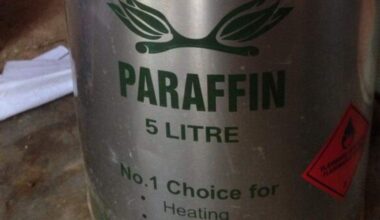 PARAFFIN
5 LITRE
No.1 Choice for
• Heating